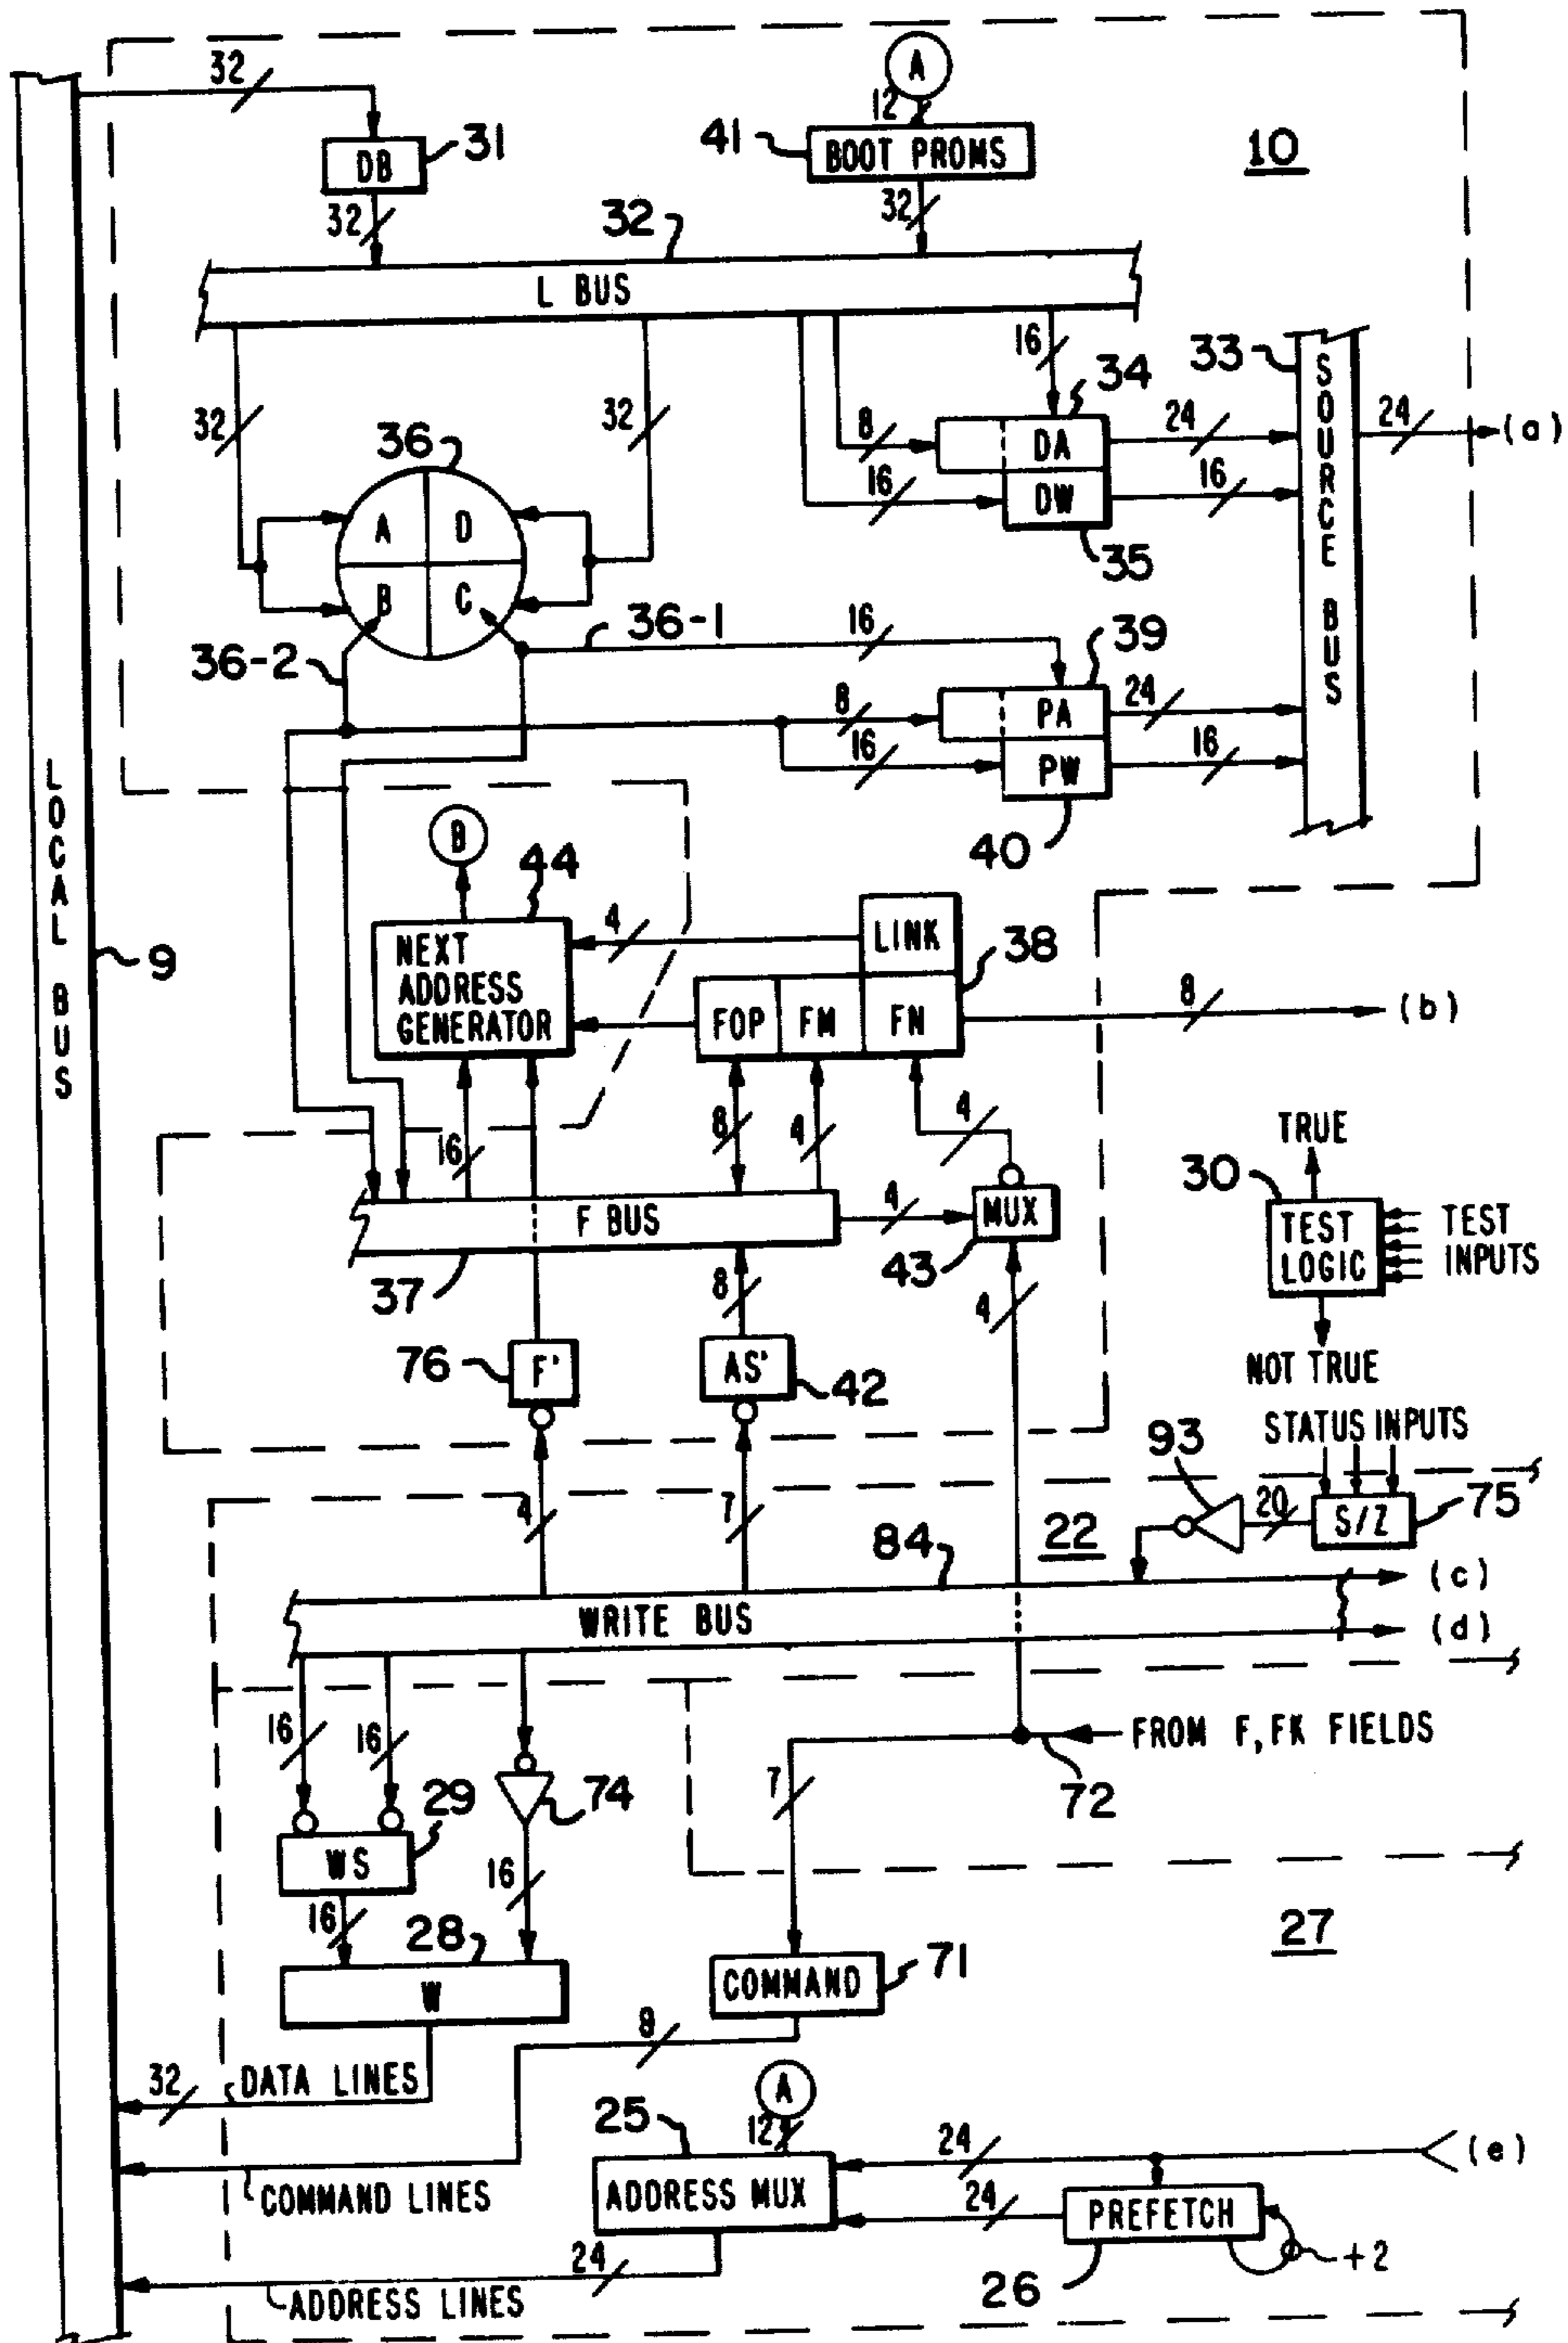 32
A
12
DB
31
41
BOOT PROMS
10
32
32
32
L BUS
32
32
16
34
33
SOURCE BUS
8
DA
24
24
(a)
16
DW
16
35
36
A
D
B
C
36-1
16
39
36-2
8
PA
24
16
PW
16
40
LOCAL BUS
9
B
44
NEXT
ADDRESS
GENERATOR
4
LINK
38
FOP
FM
FN
8
(b)
16
8
4
4
F BUS
4
MUX
43
37
8
4
TRUE
30
TEST
LOGIC
TEST
INPUTS
NOT TRUE
76
F'
AS'
42
STATUS INPUTS
93
20
S/Z
75
4
7
22
84
WRITE BUS
(c)
(d)
16
16
FROM F, FK FIELDS
72
7
29
74
WS
16
16
28
W
COMMAND
71
27
9
32
DATA LINES
A
12
25
ADDRESS MUX
24
(e)
COMMAND LINES
24
PREFETCH
26
+2
24
ADDRESS LINES